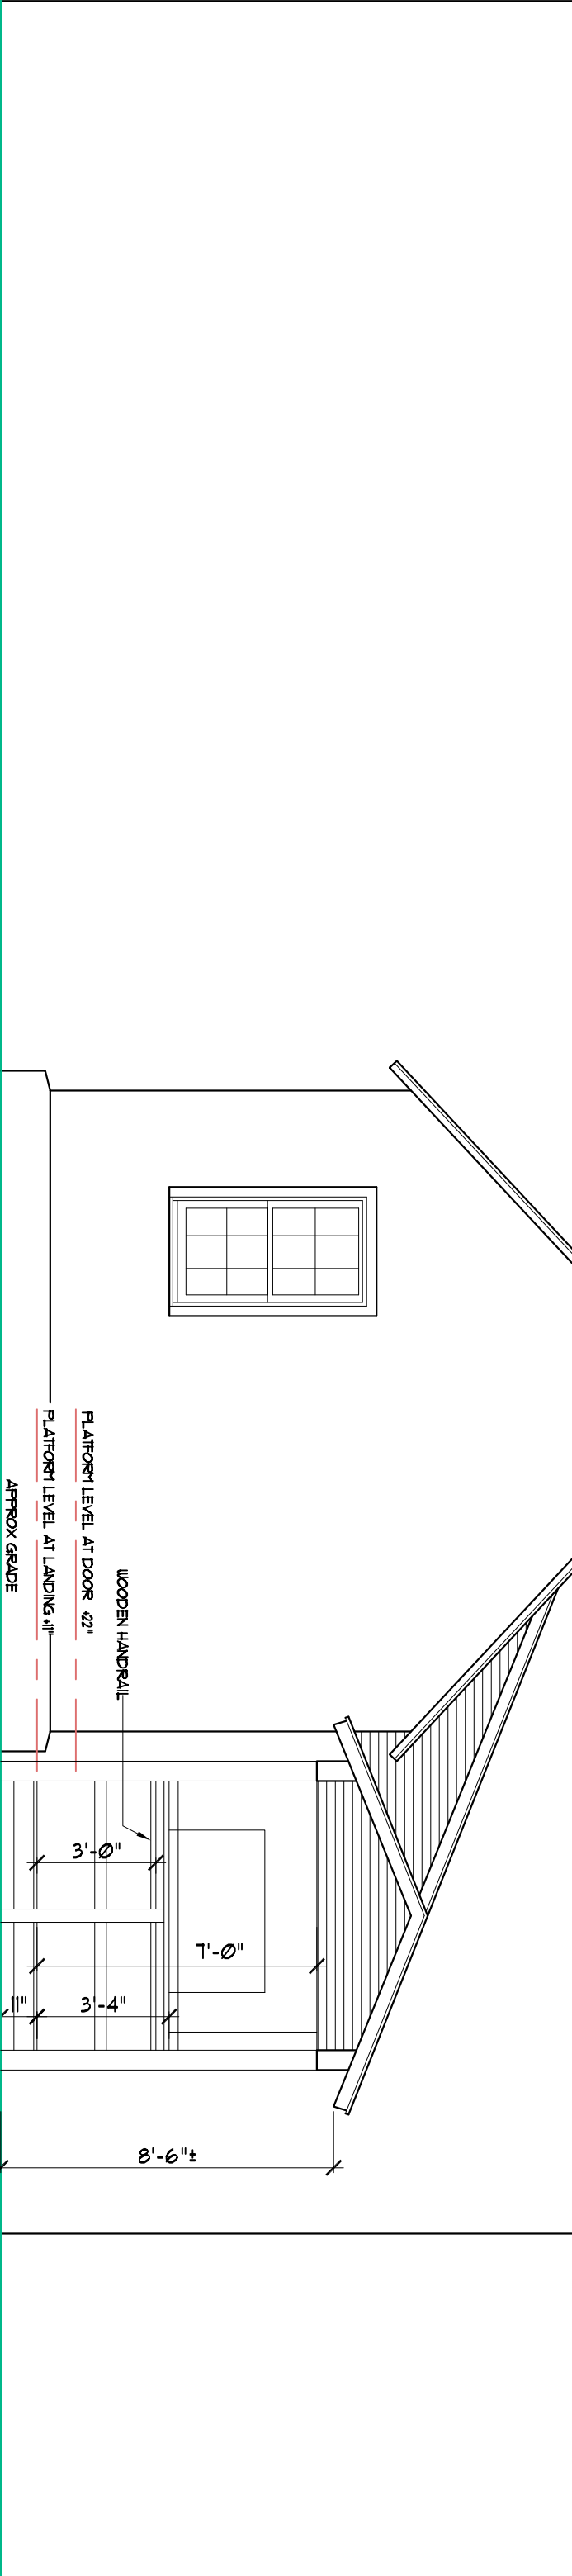 WOODEN HANDRAIL
PLATFORM LEVEL AT DOOR +22"
PLATFORM LEVEL AT LANDING +11"
APPROX GRADE
3'-0"
7'-0"
11"
3'-4"
8'-6"±